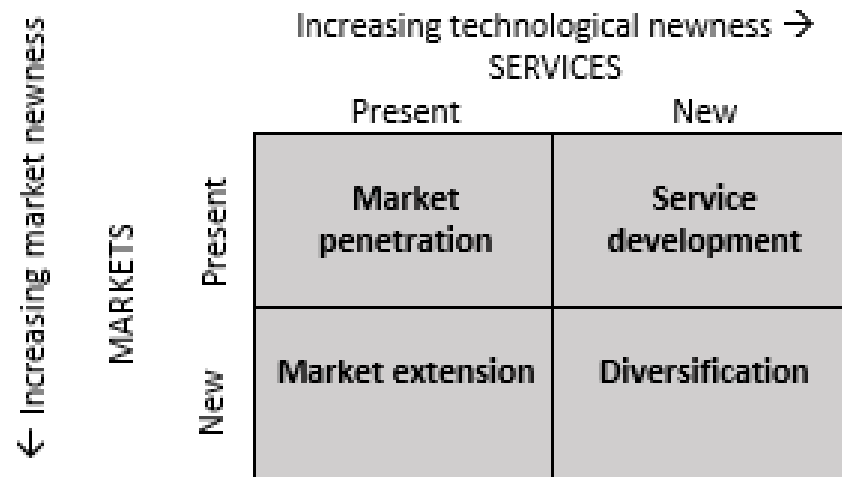 Increasing technological newness →
SERVICES
Present
New
← Increasing market newness
MARKETS
Present
Market
penetration
Service
development
New
Market extension
Diversification